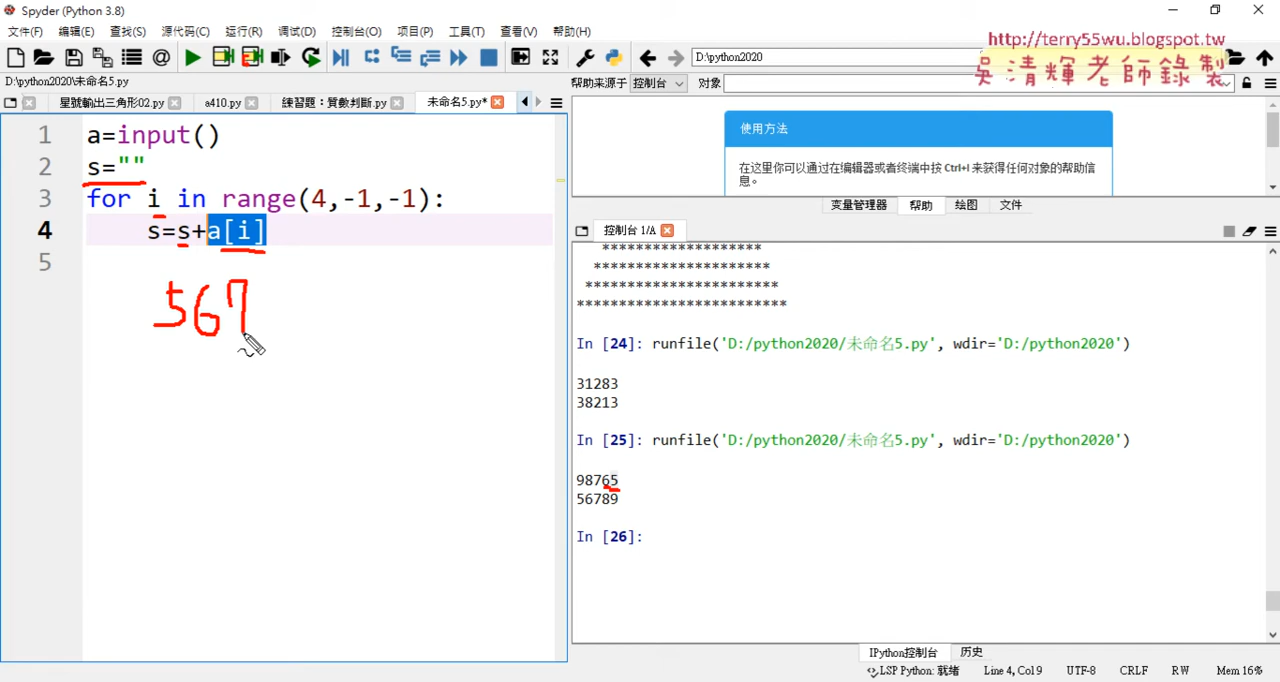 Spyder (Python 3.8)
文件(F) 编辑(E) 查找(S) 源代码(C) 运行(R) 调试(D) 控制台(O) 项目(P) 工具(T) 查看(V) 帮助(H)
http://terry55wu.blogspot.tw
吳清輝老師錄製
D:\python2020
D:\python2020\未命名5.py
帮助来源于 控制台 对象
星號輸出三角形02.py a410.py 練習題：質數判斷.py 未命名5.py*
1 a=input()
2 s=""
3 for i in range(4,-1,-1):
4 s=s+a[i]
5
567
使用方法
在这里你可以通过在编辑器或者终端中按 Ctrl+I 来获得任何对象的帮助信
息。
变量管理器 帮助 绘图 文件
控制台 1/A
*******************
*********************
***********************
*************************
In [24]: runfile('D:/python2020/未命名5.py', wdir='D:/python2020')
31283
38213
In [25]: runfile('D:/python2020/未命名5.py', wdir='D:/python2020')
98765
56789
In [26]:
IPython控制台 历史
LSP Python: 就绪 Line 4, Col 9 UTF-8 CRLF RW Mem 16%